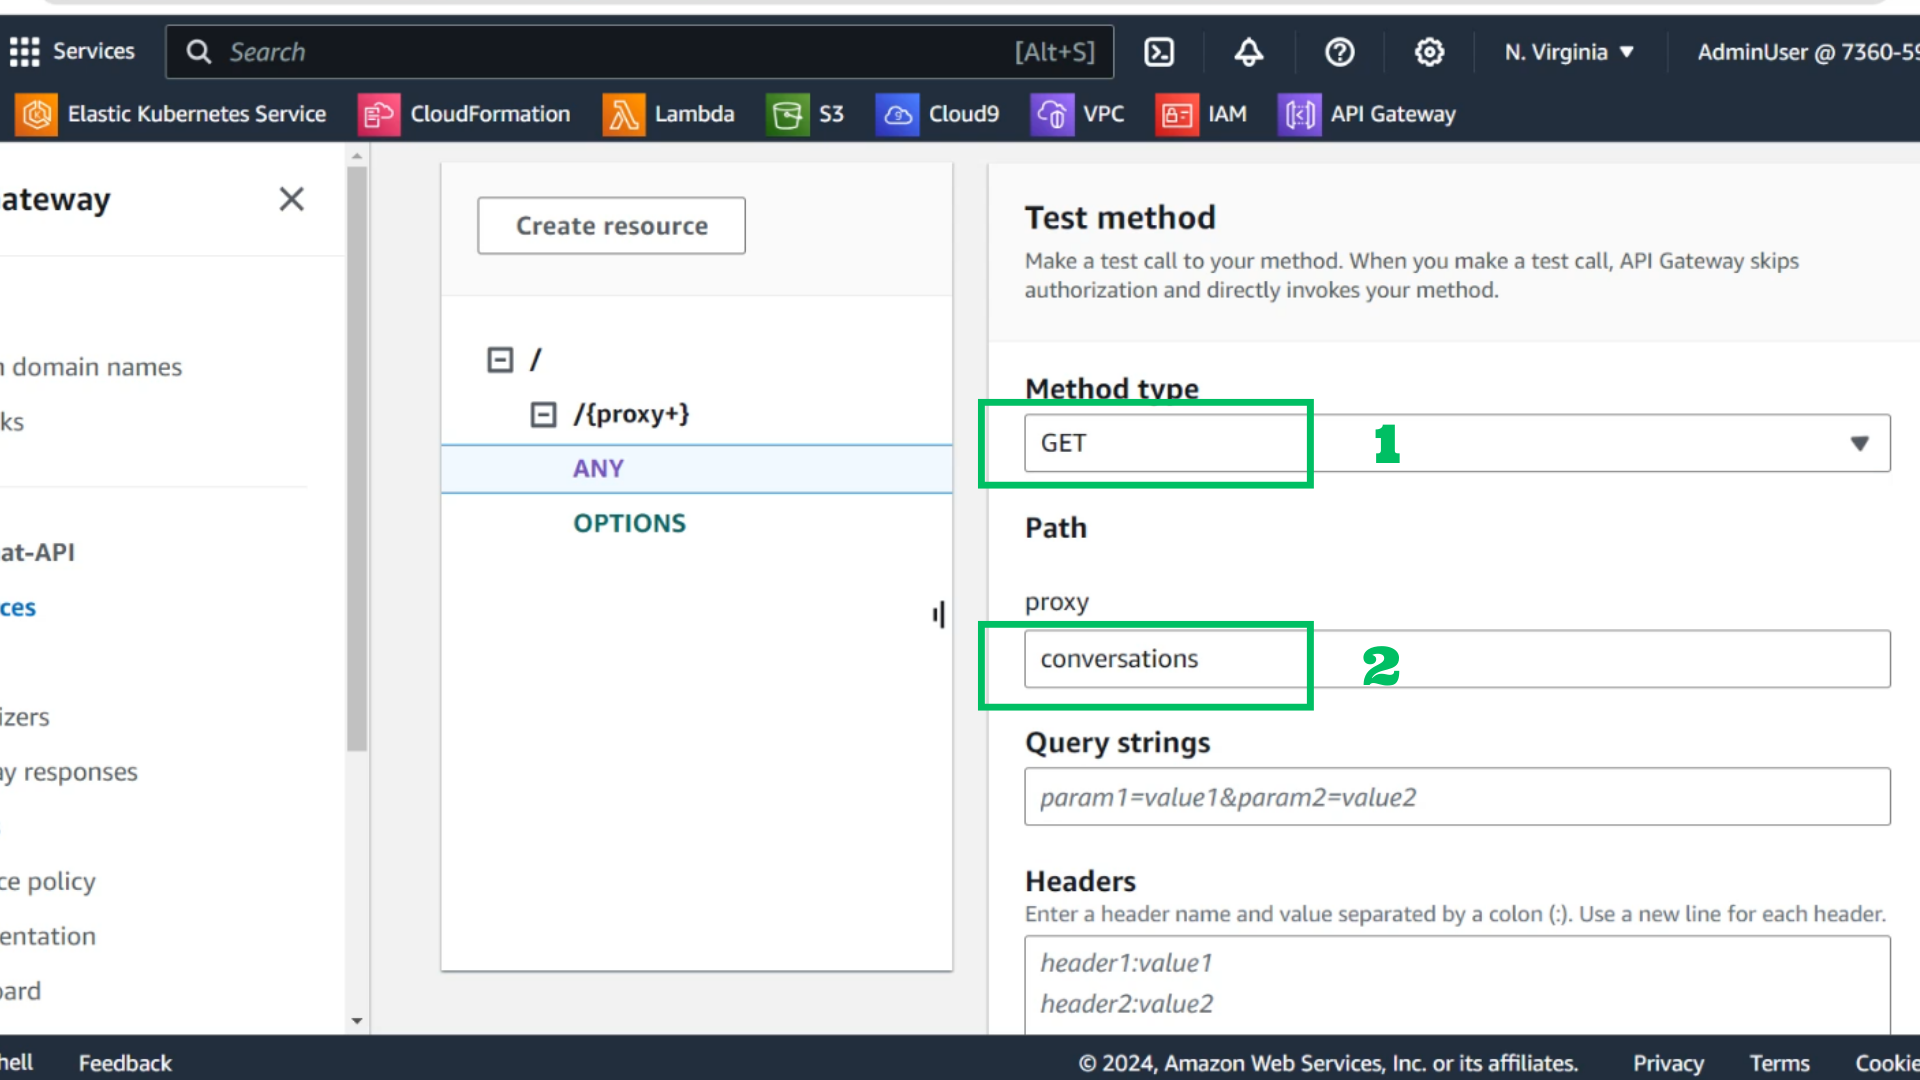 Services
Search
[Alt+S]
N. Virginia
AdminUser @ 7360-59
Elastic Kubernetes Service
CloudFormation
Lambda
S3
Cloud9
VPC
IAM
API Gateway
ateway
domain names
ks
at-API
ces
izers
y responses
ce policy
entation
ard
Create resource
/
/{proxy+}
ANY
OPTIONS
Test method
Make a test call to your method. When you make a test call, API Gateway skips
authorization and directly invokes your method.
Method type
GET
1
Path
proxy
conversations
2
Query strings
param1=value1&param2=value2
Headers
Enter a header name and value separated by a colon (:). Use a new line for each header.
header1:value1
header2:value2
hell
Feedback
© 2024, Amazon Web Services, Inc. or its affiliates.
Privacy
Terms
Cookie